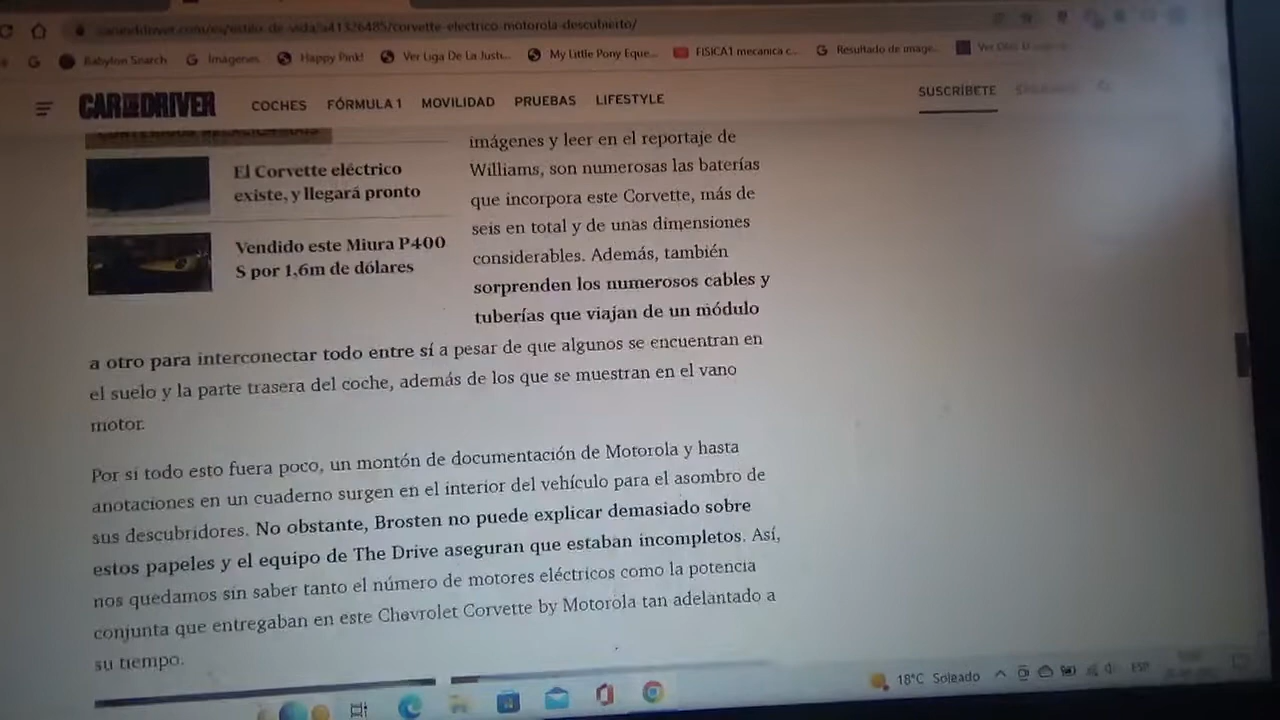 corvette-electrico-motorola-descubierto/
Babylon Search
Imágenes
Happy Pink!
Ver Liga De La Justi...
My Little Pony Eque...
FISICA1 mecanica c...
Resultado de image...
CAR AND DRIVER
COCHES
FÓRMULA 1
MOVILIDAD
PRUEBAS
LIFESTYLE
SUSCRÍBETE
El Corvette eléctrico
existe, y llegará pronto
Vendido este Miura P400
S por 1,6m de dólares
imágenes y leer en el reportaje de
Williams, son numerosas las baterías
que incorpora este Corvette, más de
seis en total y de unas dimensiones
considerables. Además, también
sorprenden los numerosos cables y
tuberías que viajan de un módulo
a otro para interconectar todo entre sí a pesar de que algunos se encuentran en
el suelo y la parte trasera del coche, además de los que se muestran en el vano
motor.
Por si todo esto fuera poco, un montón de documentación de Motorola y hasta
anotaciones en un cuaderno surgen en el interior del vehículo para el asombro de
sus descubridores. No obstante, Brosten no puede explicar demasiado sobre
estos papeles y el equipo de The Drive aseguran que estaban incompletos. Así,
nos quedamos sin saber tanto el número de motores eléctricos como la potencia
conjunta que entregaban en este Chevrolet Corvette by Motorola tan adelantado a
su tiempo.
18°C Soleado
ESP